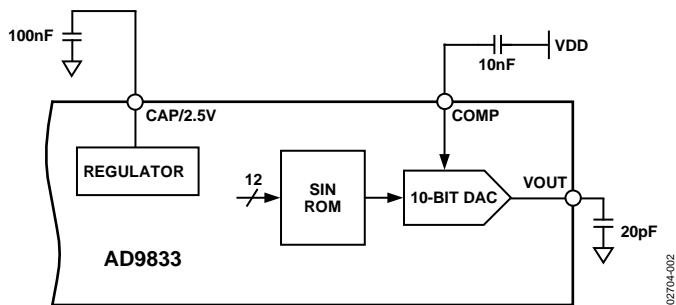 100nF
10nF
VDD
CAP/2.5V
COMP
REGULATOR
12
SIN
ROM
10-BIT DAC
VOUT
20pF
AD9833
02704-002